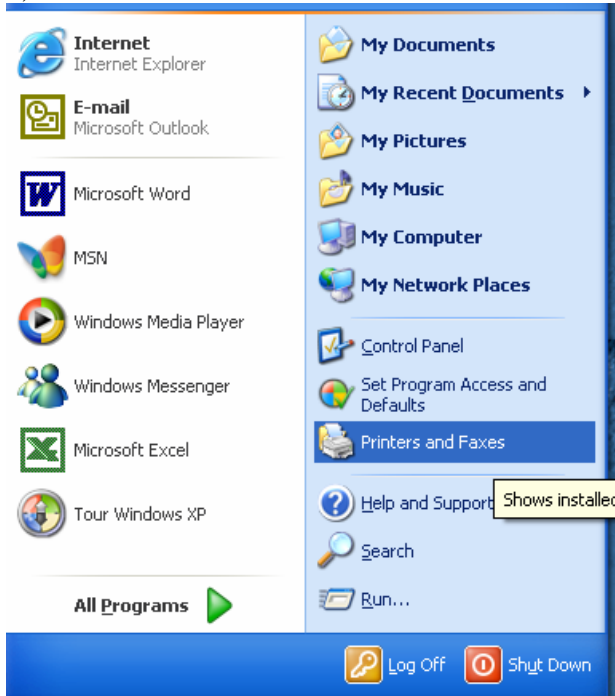 Internet
Internet Explorer
E-mail
Microsoft Outlook
Microsoft Word
MSN
Windows Media Player
Windows Messenger
Microsoft Excel
Tour Windows XP
All Programs
My Documents
My Recent Documents
My Pictures
My Music
My Computer
My Network Places
Control Panel
Set Program Access and
Defaults
Printers and Faxes
Help and Support
Shows installed
Search
Run...
Log Off
Shut Down